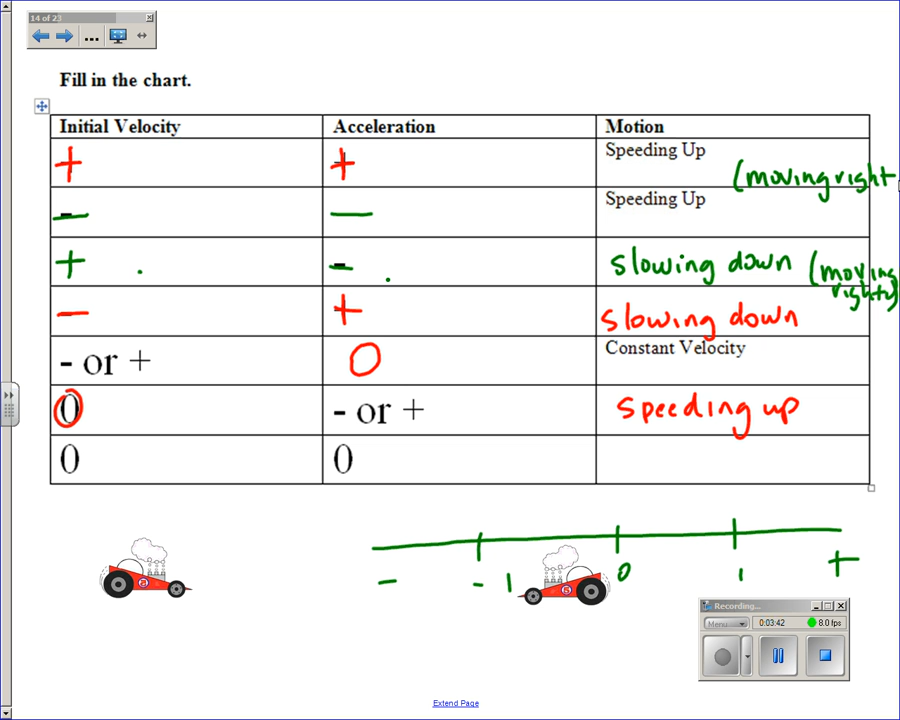 14 of 23
...
Fill in the chart.
Initial Velocity Acceleration Motion
+ + Speeding Up (moving right
- - Speeding Up
+ . - . slowing down (moving
right)
- + slowing down
- or + 0 Constant Velocity
0 - or + speeding up
0 0
- -1 0 1 +
2 5
Recording...
Menu 0:03:42 8.0 fps
Extend Page